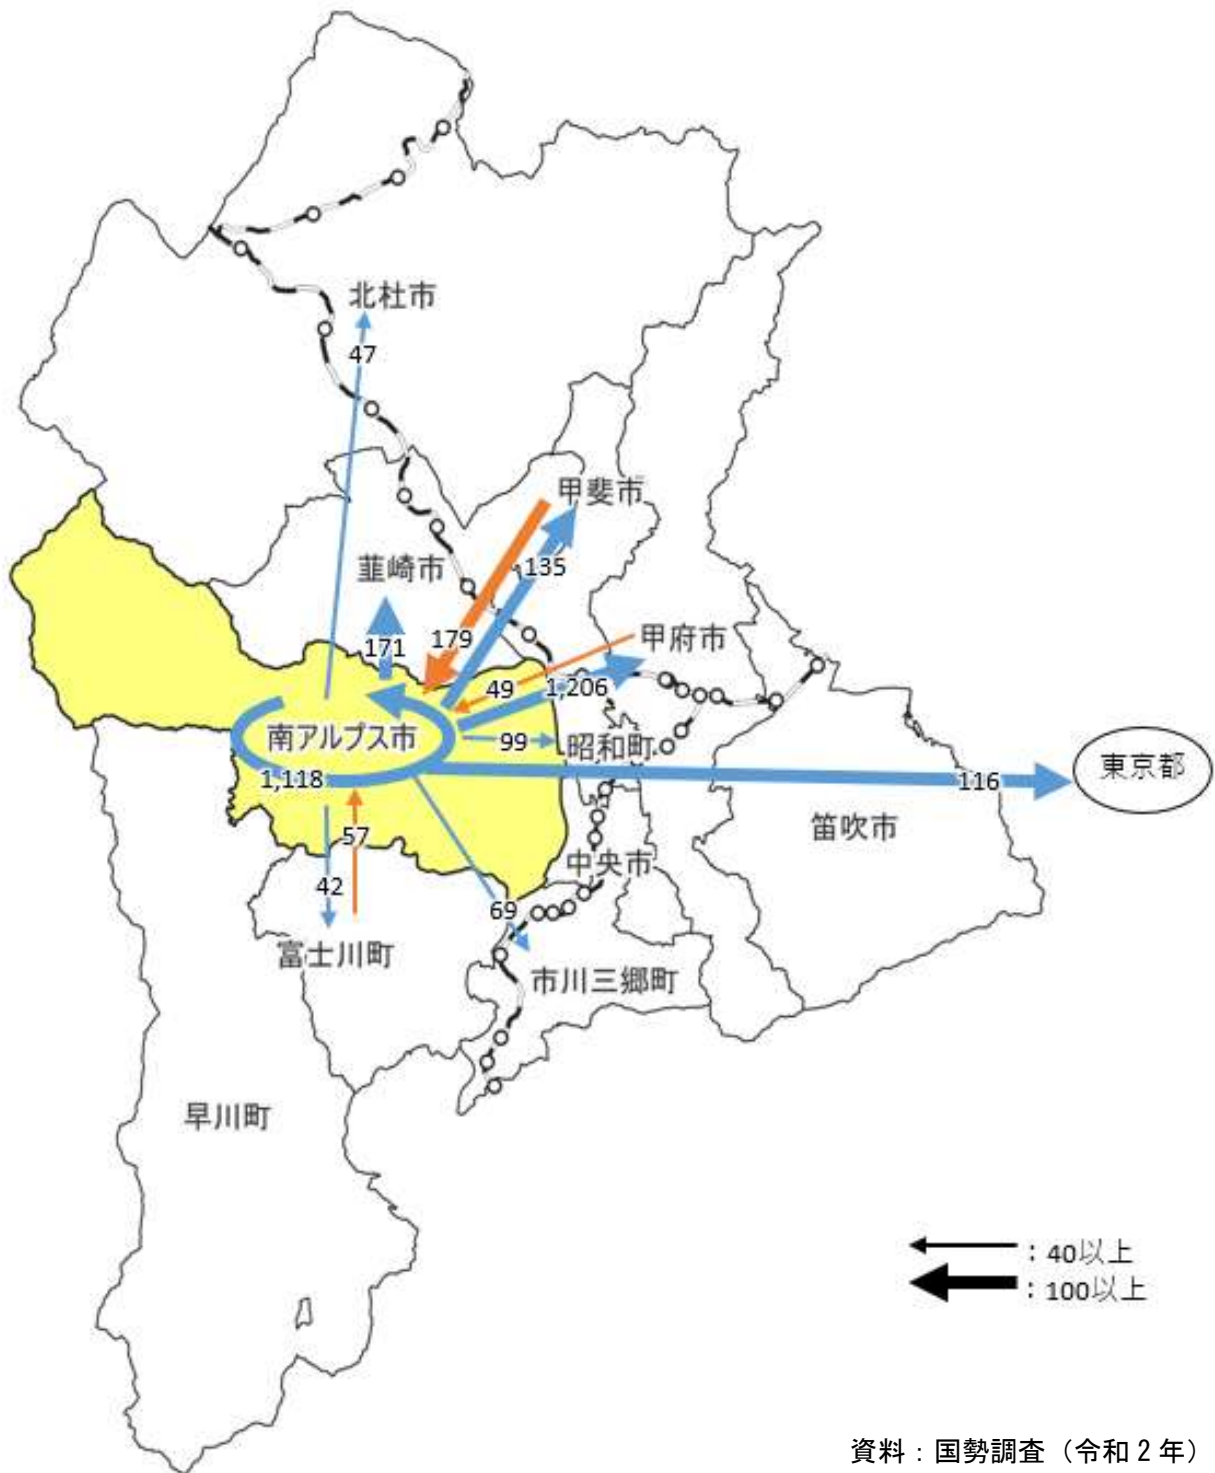 北杜市
47
甲斐市
135
韮崎市
179
171
甲府市
49
1,206
南アルプス市
99
昭和町
1,118
東京都
116
笛吹市
57
中央市
42
69
富士川町
市川三郷町
早川町
：40以上
：100以上
資料：国勢調査（令和２年）